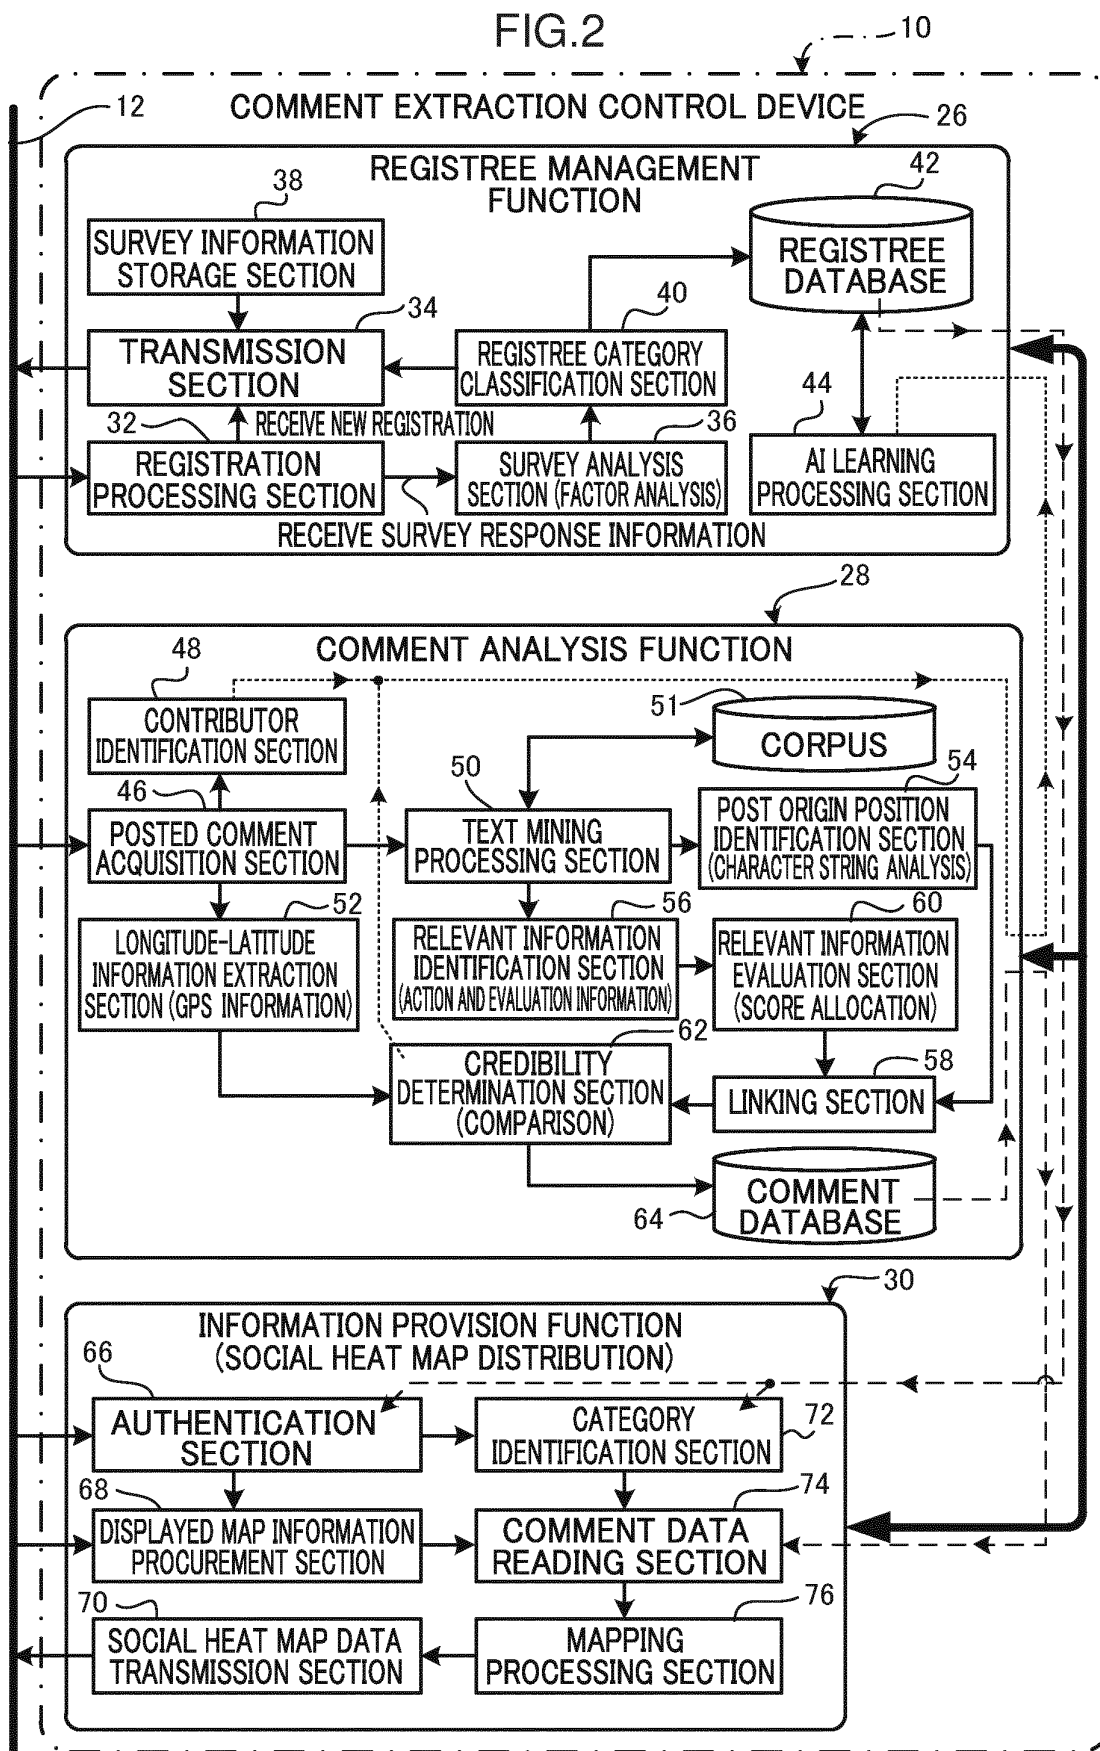 FIG.2
10
12
COMMENT EXTRACTION CONTROL DEVICE
26
REGISTREE MANAGEMENT
FUNCTION
38
SURVEY INFORMATION
STORAGE SECTION
42
REGISTREE
DATABASE
34
TRANSMISSION
SECTION
40
REGISTREE CATEGORY
CLASSIFICATION SECTION
32
RECEIVE NEW REGISTRATION
REGISTRATION
PROCESSING SECTION
36
SURVEY ANALYSIS
SECTION (FACTOR ANALYSIS)
44
AI LEARNING
PROCESSING SECTION
RECEIVE SURVEY RESPONSE INFORMATION
28
COMMENT ANALYSIS FUNCTION
48
CONTRIBUTOR
IDENTIFICATION SECTION
51
CORPUS
46
POSTED COMMENT
ACQUISITION SECTION
50
TEXT MINING
PROCESSING SECTION
54
POST ORIGIN POSITION
IDENTIFICATION SECTION
(CHARACTER STRING ANALYSIS)
52
LONGITUDE-LATITUDE
INFORMATION EXTRACTION
SECTION (GPS INFORMATION)
56
RELEVANT INFORMATION
IDENTIFICATION SECTION
(ACTION AND EVALUATION INFORMATION)
60
RELEVANT INFORMATION
EVALUATION SECTION
(SCORE ALLOCATION)
62
CREDIBILITY
DETERMINATION SECTION
(COMPARISON)
58
LINKING SECTION
64
COMMENT
DATABASE
30
INFORMATION PROVISION FUNCTION
(SOCIAL HEAT MAP DISTRIBUTION)
66
AUTHENTICATION
SECTION
72
CATEGORY
IDENTIFICATION SECTION
68
DISPLAYED MAP INFORMATION
PROCUREMENT SECTION
74
COMMENT DATA
READING SECTION
70
SOCIAL HEAT MAP DATA
TRANSMISSION SECTION
76
MAPPING
PROCESSING SECTION